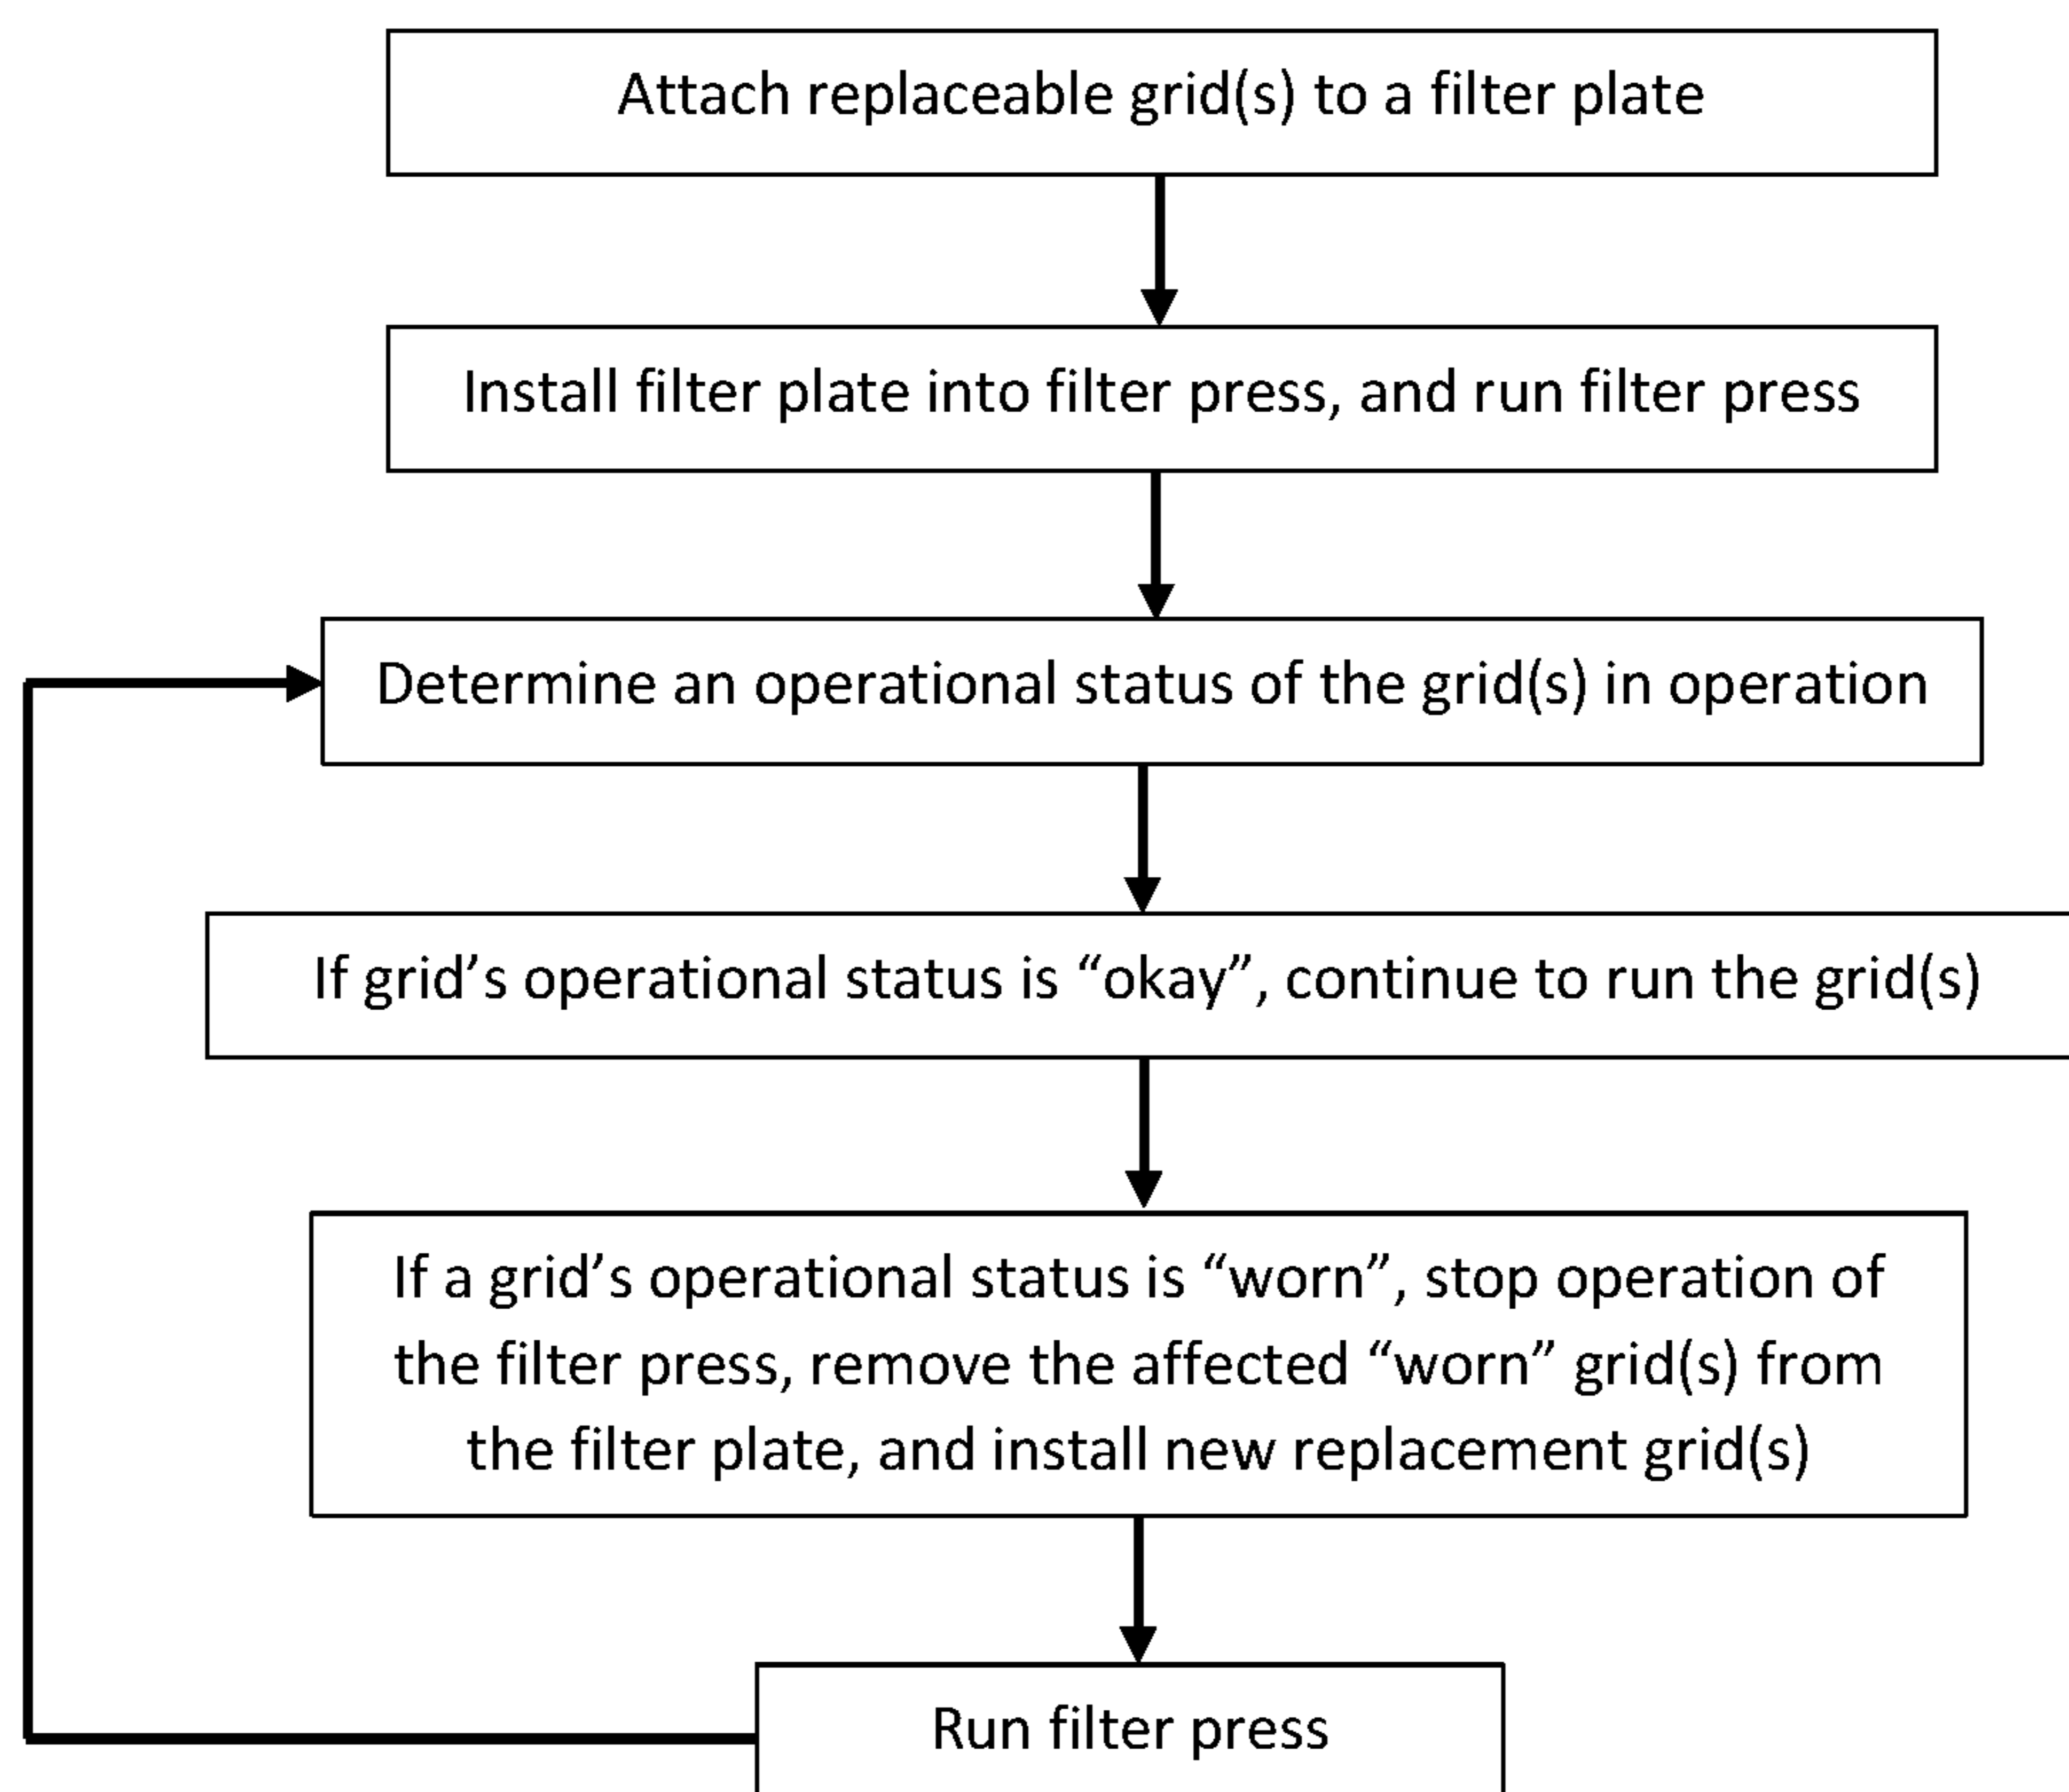 Attach replaceable grid(s) to a filter plate
Install filter plate into filter press, and run filter press
Determine an operational status of the grid(s) in operation
If grid’s operational status is “okay”, continue to run the grid(s)
If a grid’s operational status is “worn”, stop operation of
the filter press, remove the affected “worn” grid(s) from
the filter plate, and install new replacement grid(s)
Run filter press